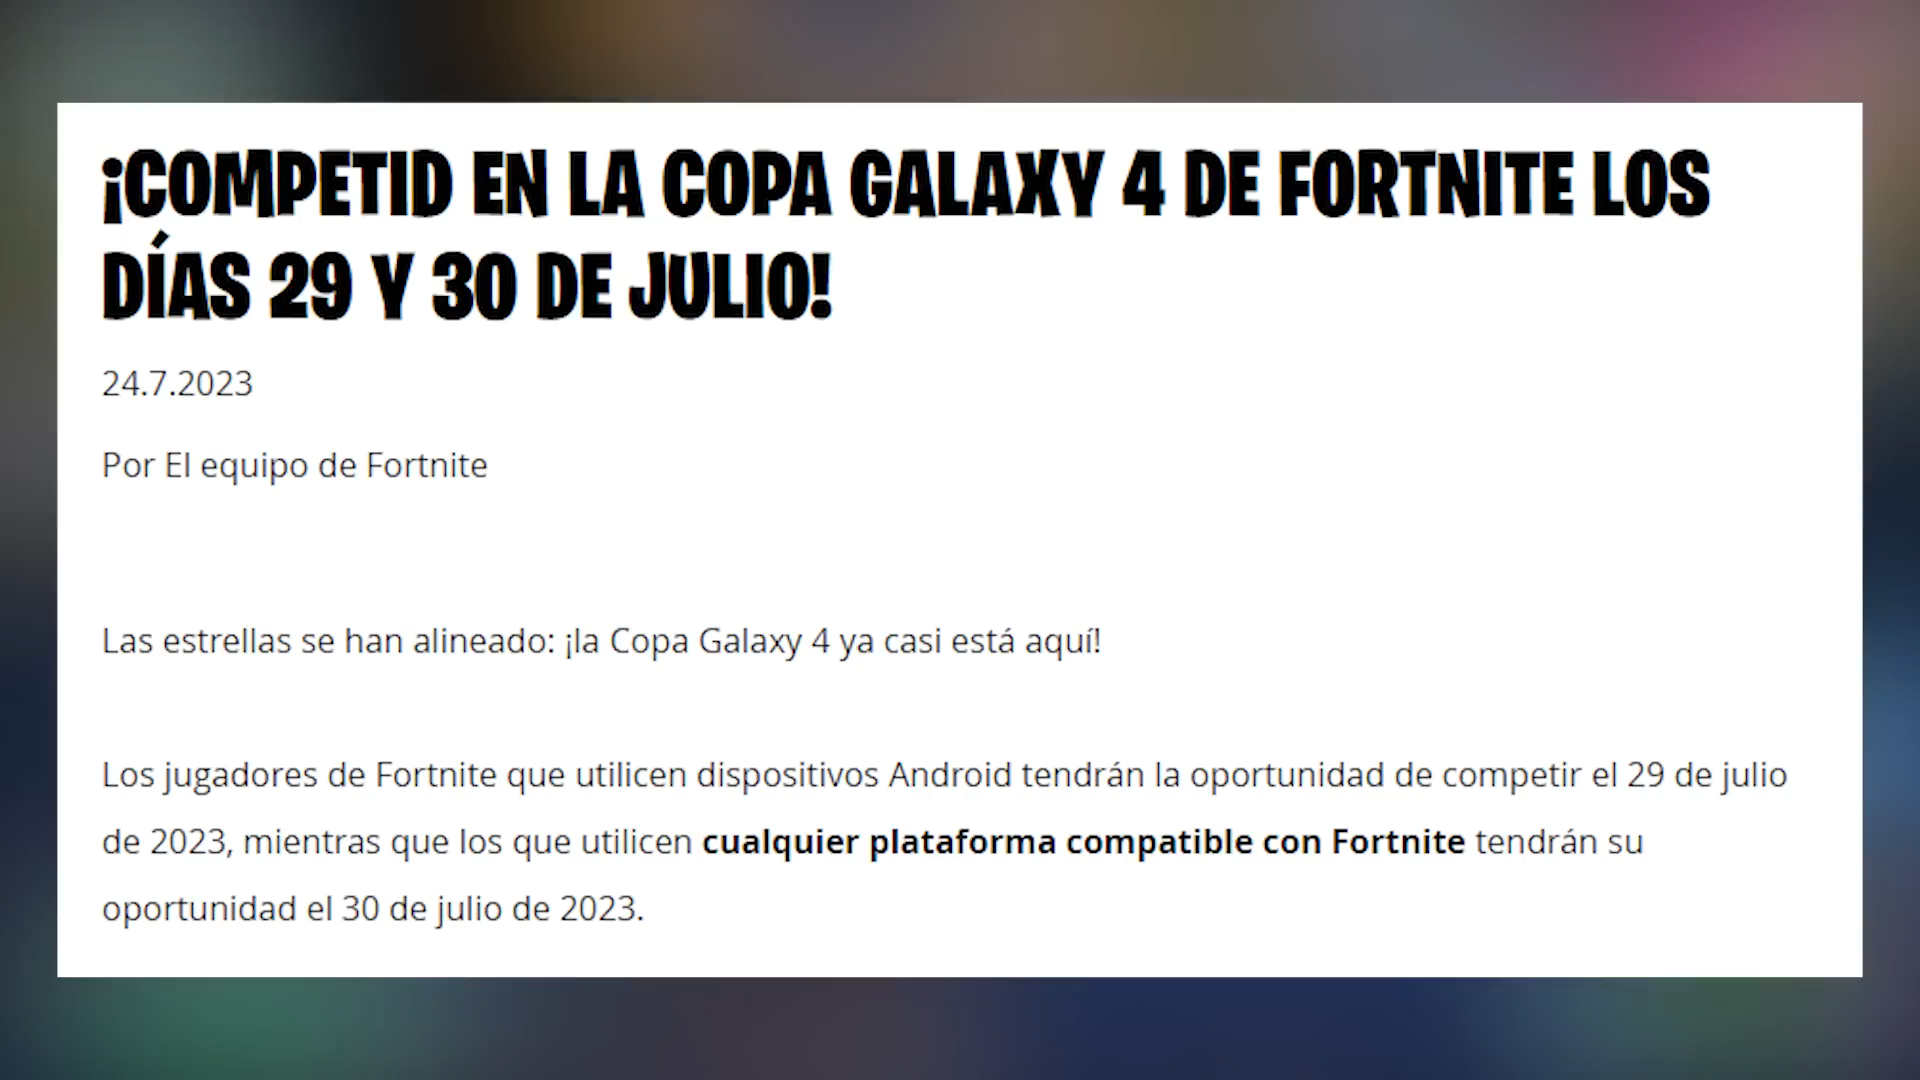 ¡COMPETID EN LA COPA GALAXY 4 DE FORTNITE LOS
DÍAS 29 Y 30 DE JULIO!
24.7.2023
Por El equipo de Fortnite
Las estrellas se han alineado: ¡la Copa Galaxy 4 ya casi está aquí!
Los jugadores de Fortnite que utilicen dispositivos Android tendrán la oportunidad de competir el 29 de julio
de 2023, mientras que los que utilicen cualquier plataforma compatible con Fortnite tendrán su
oportunidad el 30 de julio de 2023.